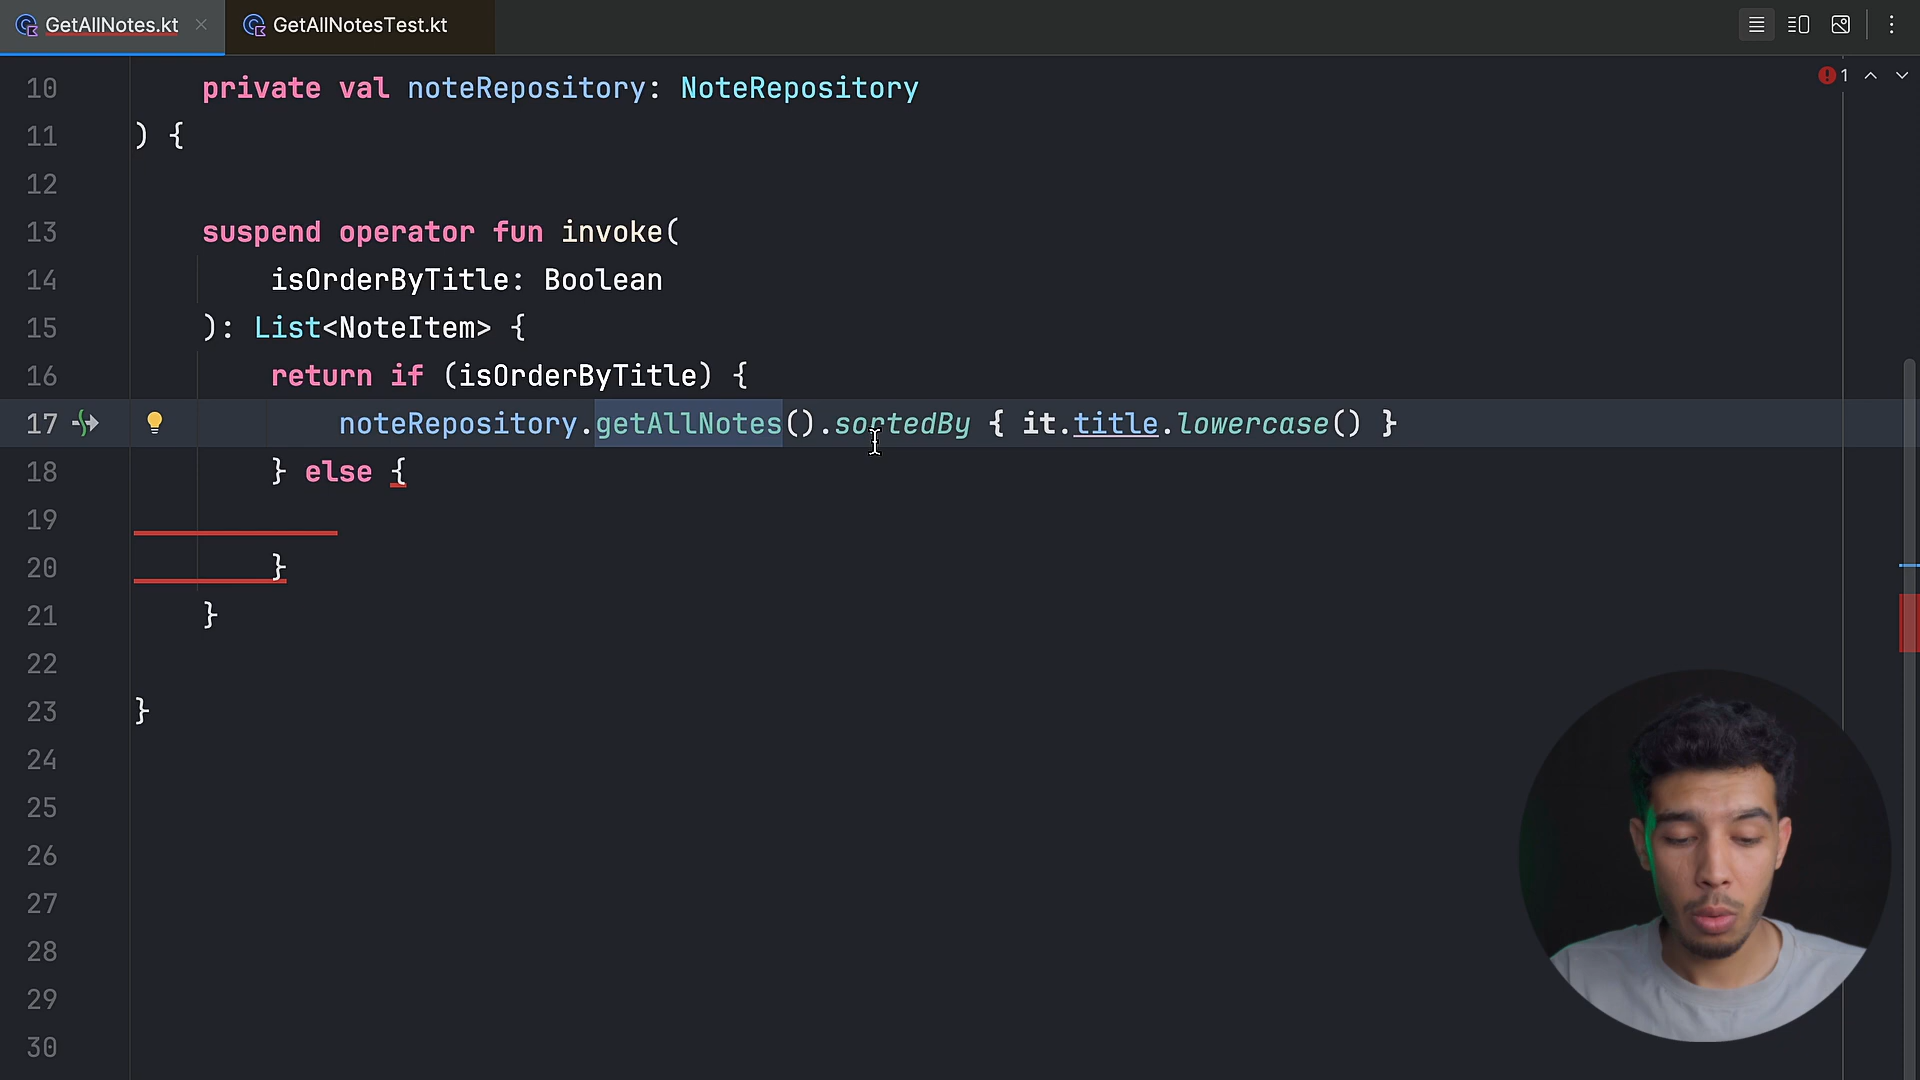 GetAllNotes.kt
GetAllNotesTest.kt
1
10 private val noteRepository: NoteRepository
11 ) {
12
13 suspend operator fun invoke(
14 isOrderByTitle: Boolean
15 ): List<NoteItem> {
16 return if (isOrderByTitle) {
17 noteRepository.getAllNotes().sortedBy { it.title.lowercase() }
18 } else {
19
20 }
21 }
22
23 }
24
25
26
27
28
29
30